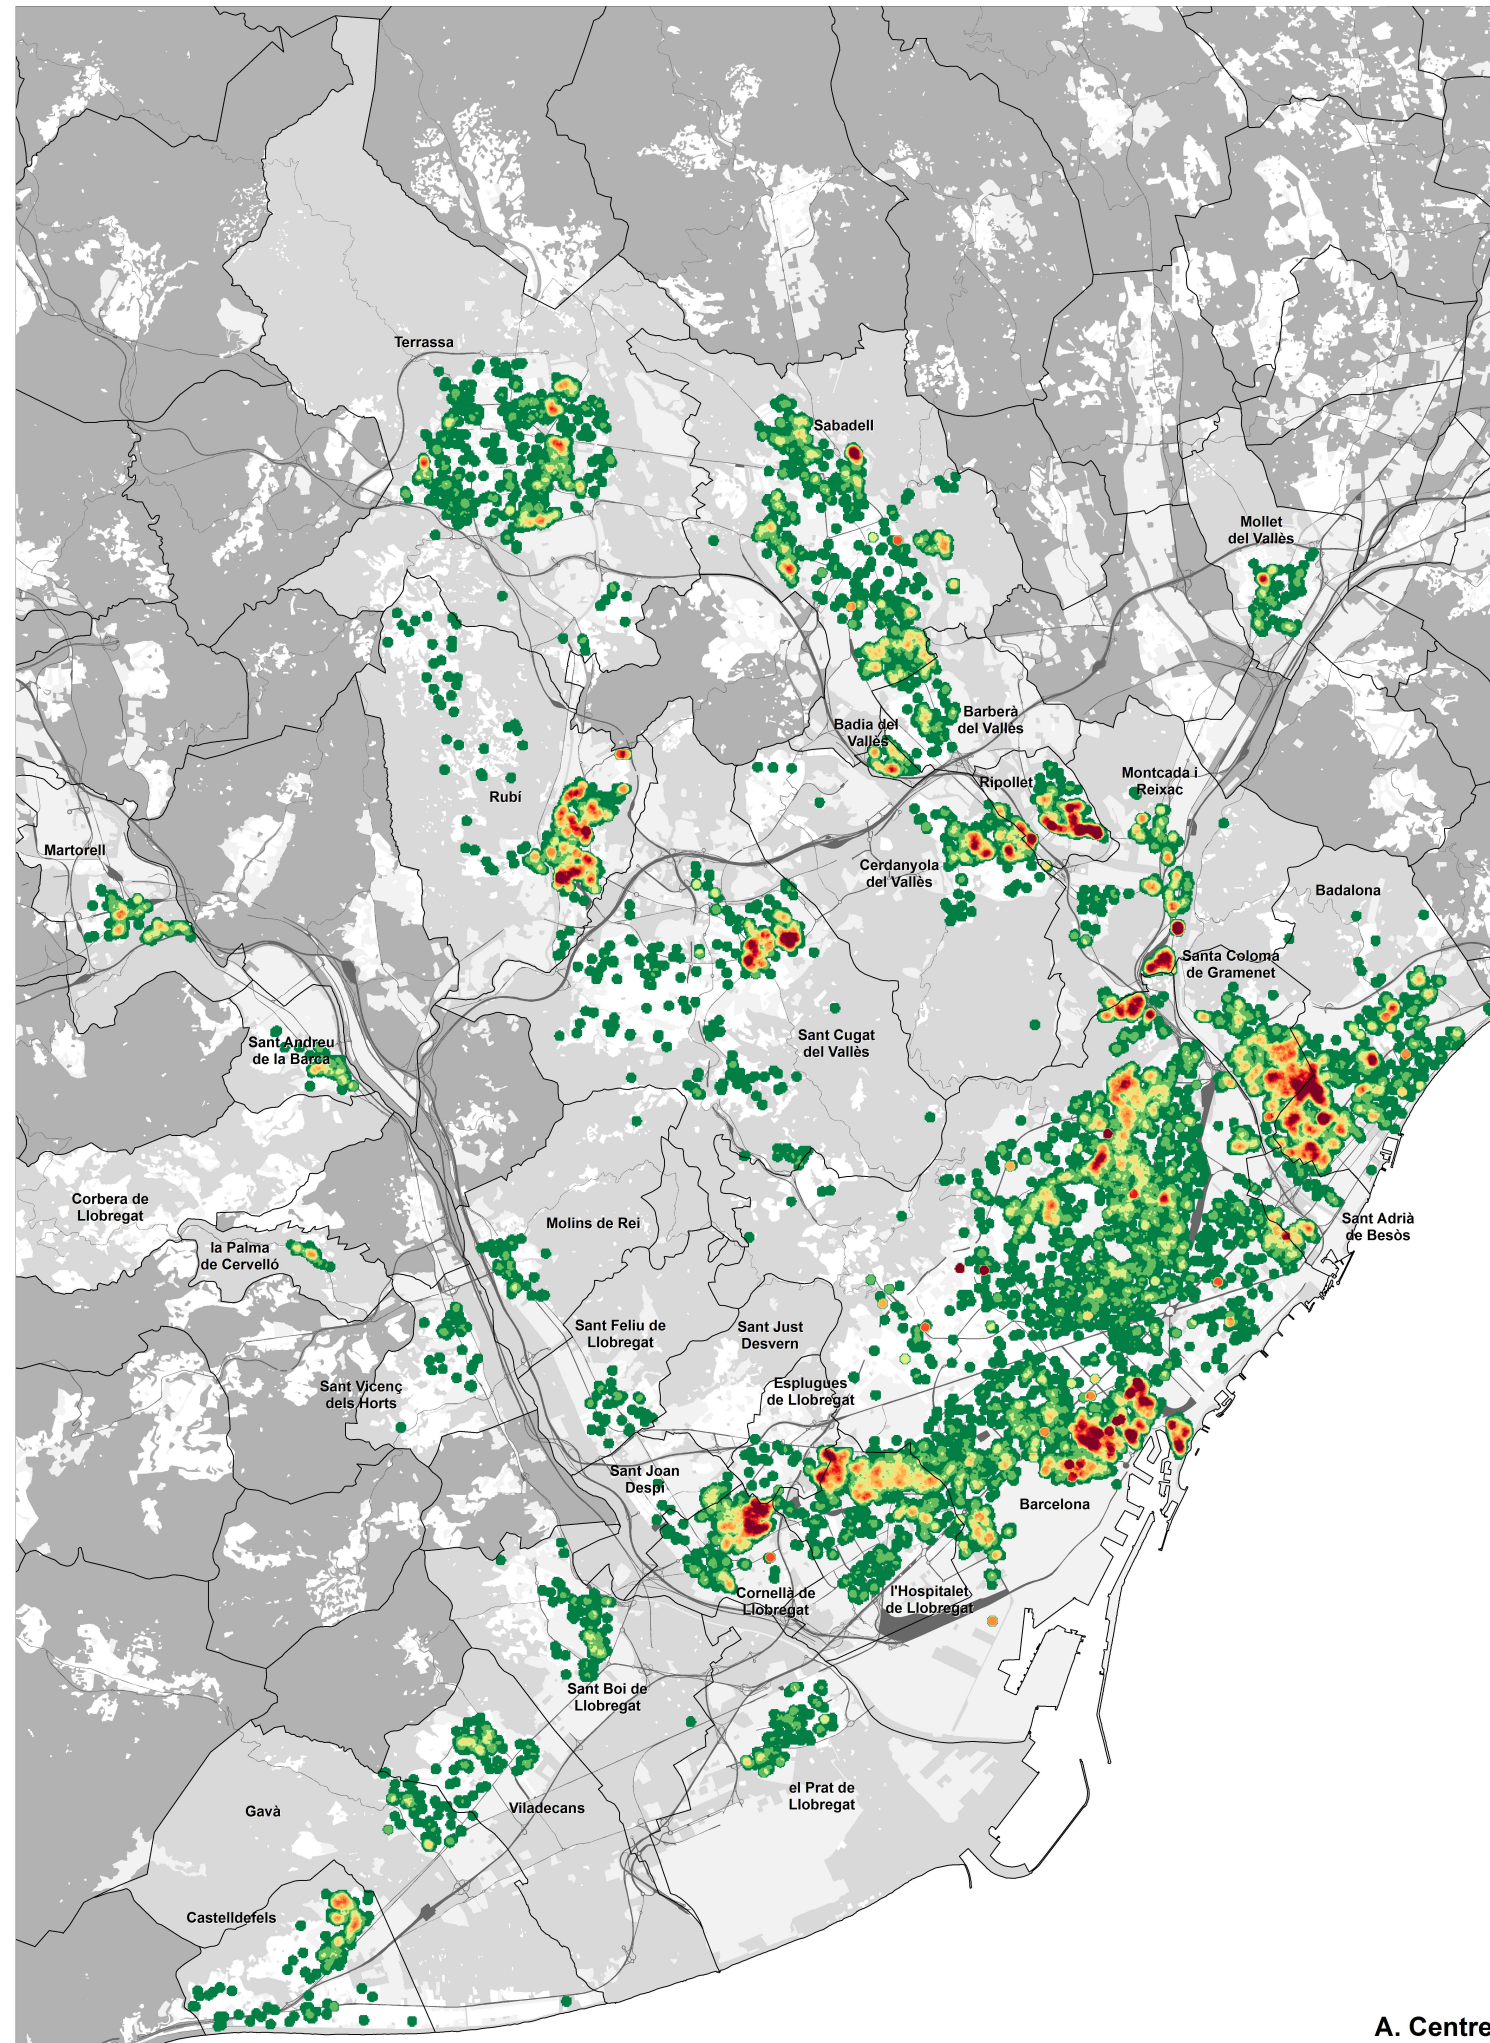 Terrassa
Sabadell
Mollet
del Vallès
Badia del
Vallès
Barberà
del Vallès
Rubí
Ripollet
Montcada i
Reixac
Martorell
Cerdanyola
del Vallès
Badalona
Santa Coloma
de Gramenet
Sant Andreu
de la Barca
Sant Cugat
del Vallès
Corbera de
Llobregat
la Palma
de Cervelló
Molins de Rei
Sant Adrià
de Besòs
Sant Feliu de
Llobregat
Sant Just
Desvern
Sant Vicenç
dels Horts
Esplugues
de Llobregat
Sant Joan
Despí
Barcelona
Cornellà de
Llobregat
l'Hospitalet
de Llobregat
Sant Boi de
Llobregat
el Prat de
Llobregat
Gavà
Viladecans
Castelldefels
A. Centre